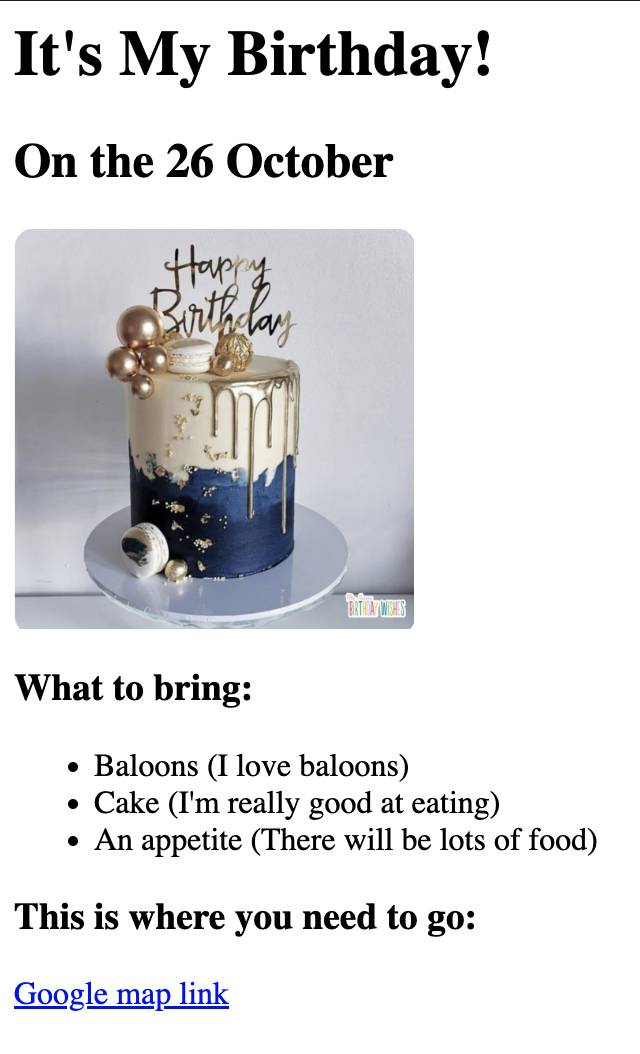 It's My Birthday!
On the 26 October
Happy
Birthday
BIRTHDAY WISHES
What to bring:
Baloons (I love baloons)
Cake (I'm really good at eating)
An appetite (There will be lots of food)
This is where you need to go:
Google map link